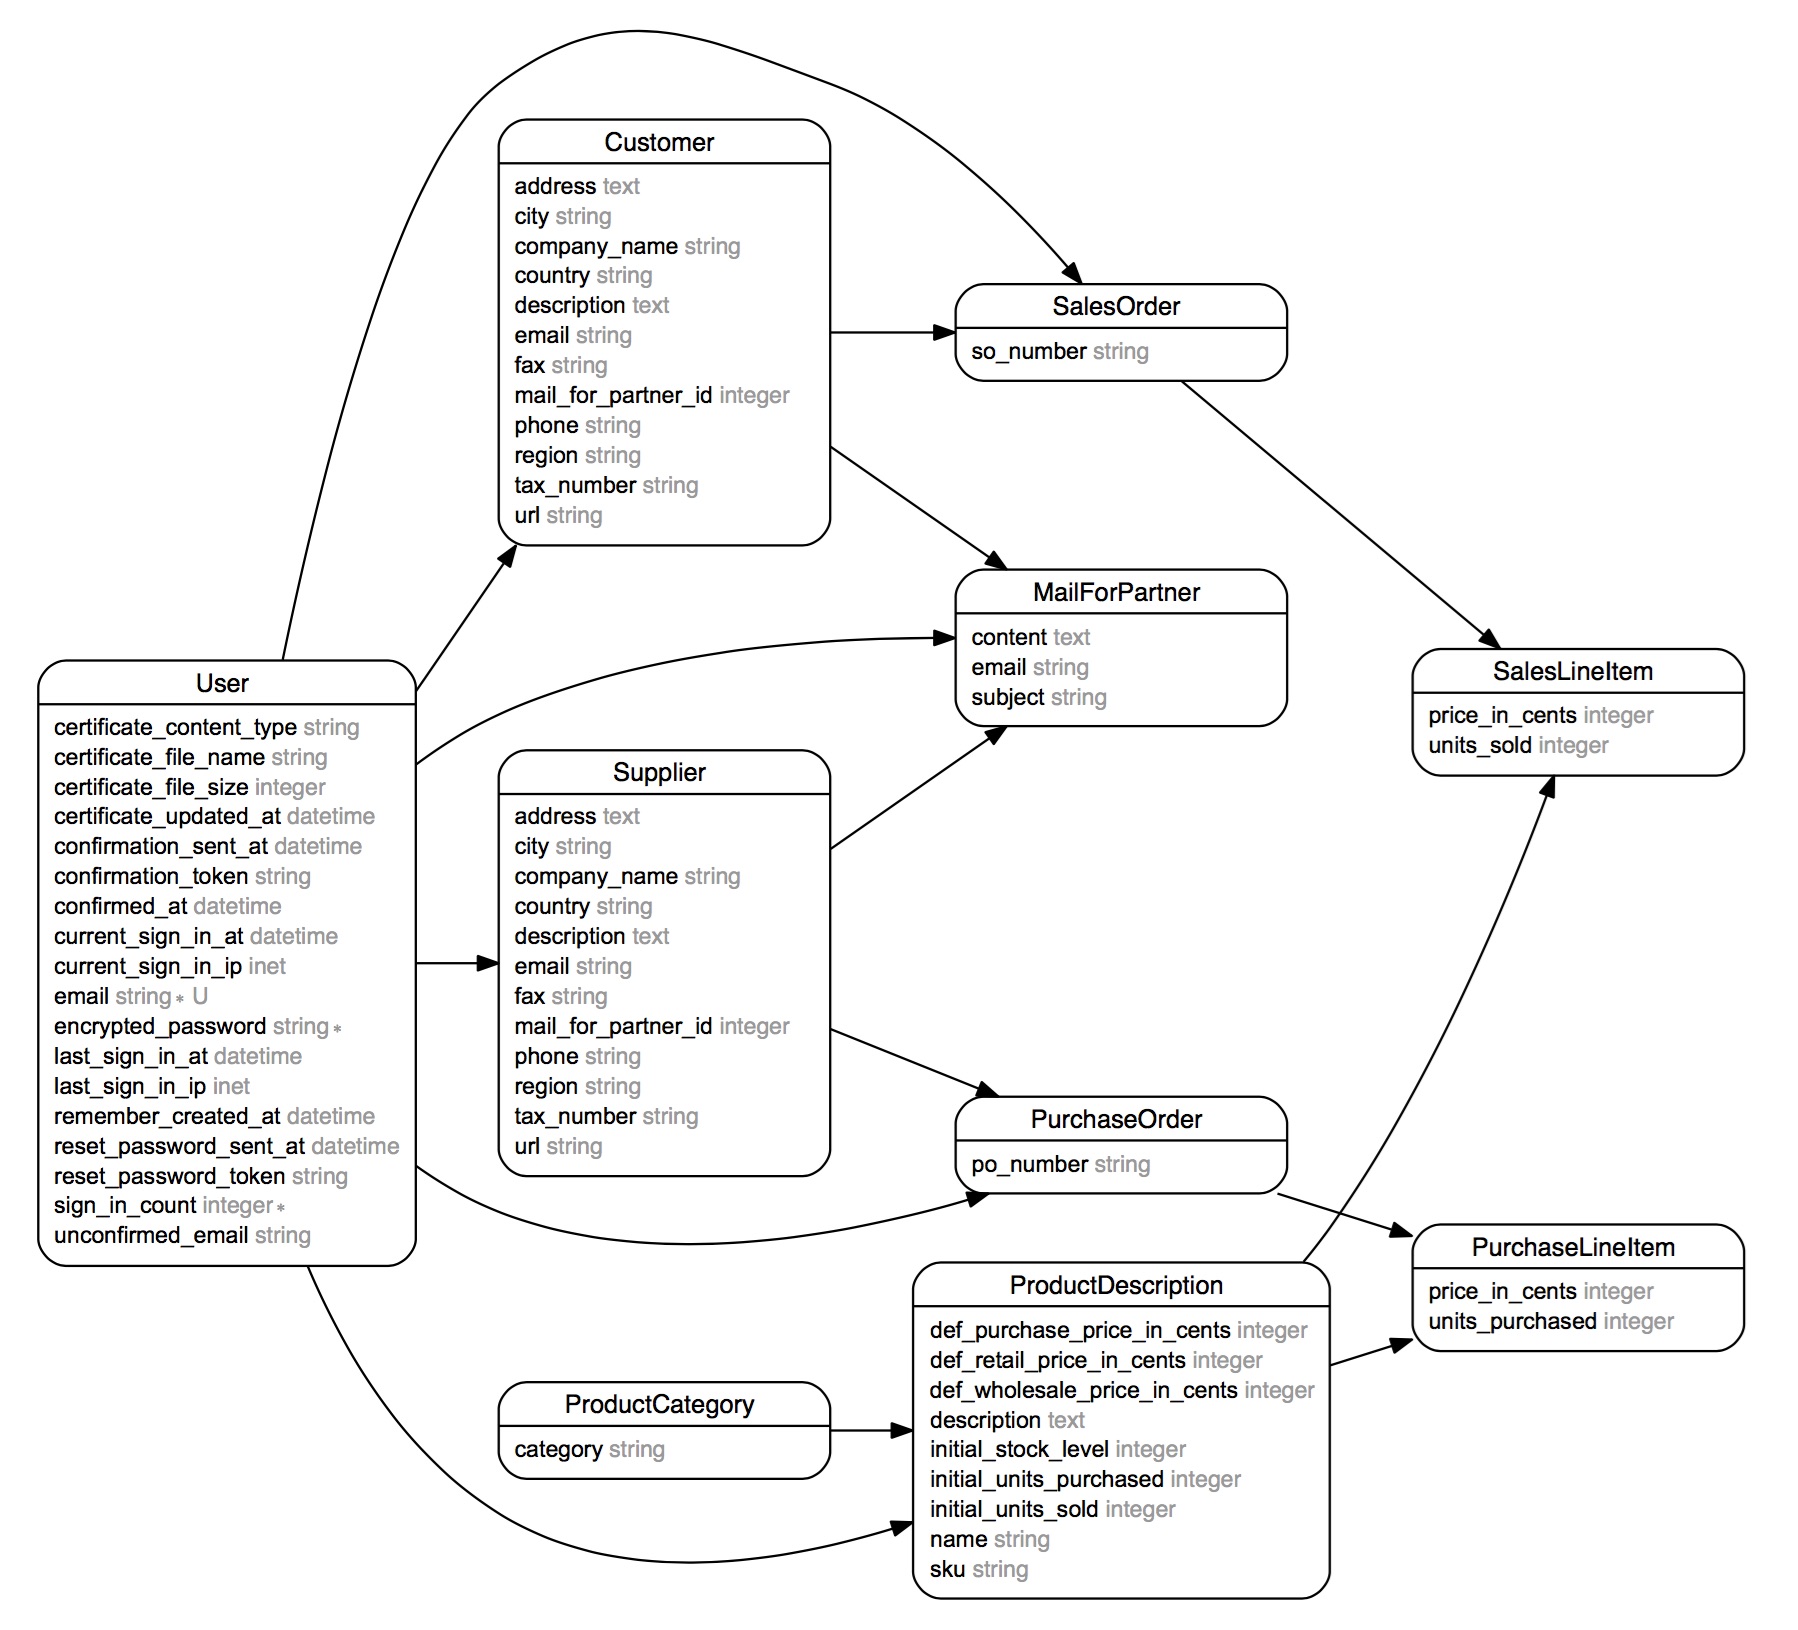 Customer
address text
city string
company_name string
country string
description text
email string
fax string
mail_for_partner_id integer
phone string
region string
tax_number string
url string
SalesOrder
so_number string
MailForPartner
content text
email string
subject string
SalesLineItem
price_in_cents integer
units_sold integer
User
certificate_content_type string
certificate_file_name string
certificate_file_size integer
certificate_updated_at datetime
confirmation_sent_at datetime
confirmation_token string
confirmed_at datetime
current_sign_in_at datetime
current_sign_in_ip inet
email string * U
encrypted_password string *
last_sign_in_at datetime
last_sign_in_ip inet
remember_created_at datetime
reset_password_sent_at datetime
reset_password_token string
sign_in_count integer *
unconfirmed_email string
Supplier
address text
city string
company_name string
country string
description text
email string
fax string
mail_for_partner_id integer
phone string
region string
tax_number string
url string
PurchaseOrder
po_number string
PurchaseLineItem
price_in_cents integer
units_purchased integer
ProductDescription
def_purchase_price_in_cents integer
def_retail_price_in_cents integer
def_wholesale_price_in_cents integer
description text
initial_stock_level integer
initial_units_purchased integer
initial_units_sold integer
name string
sku string
ProductCategory
category string